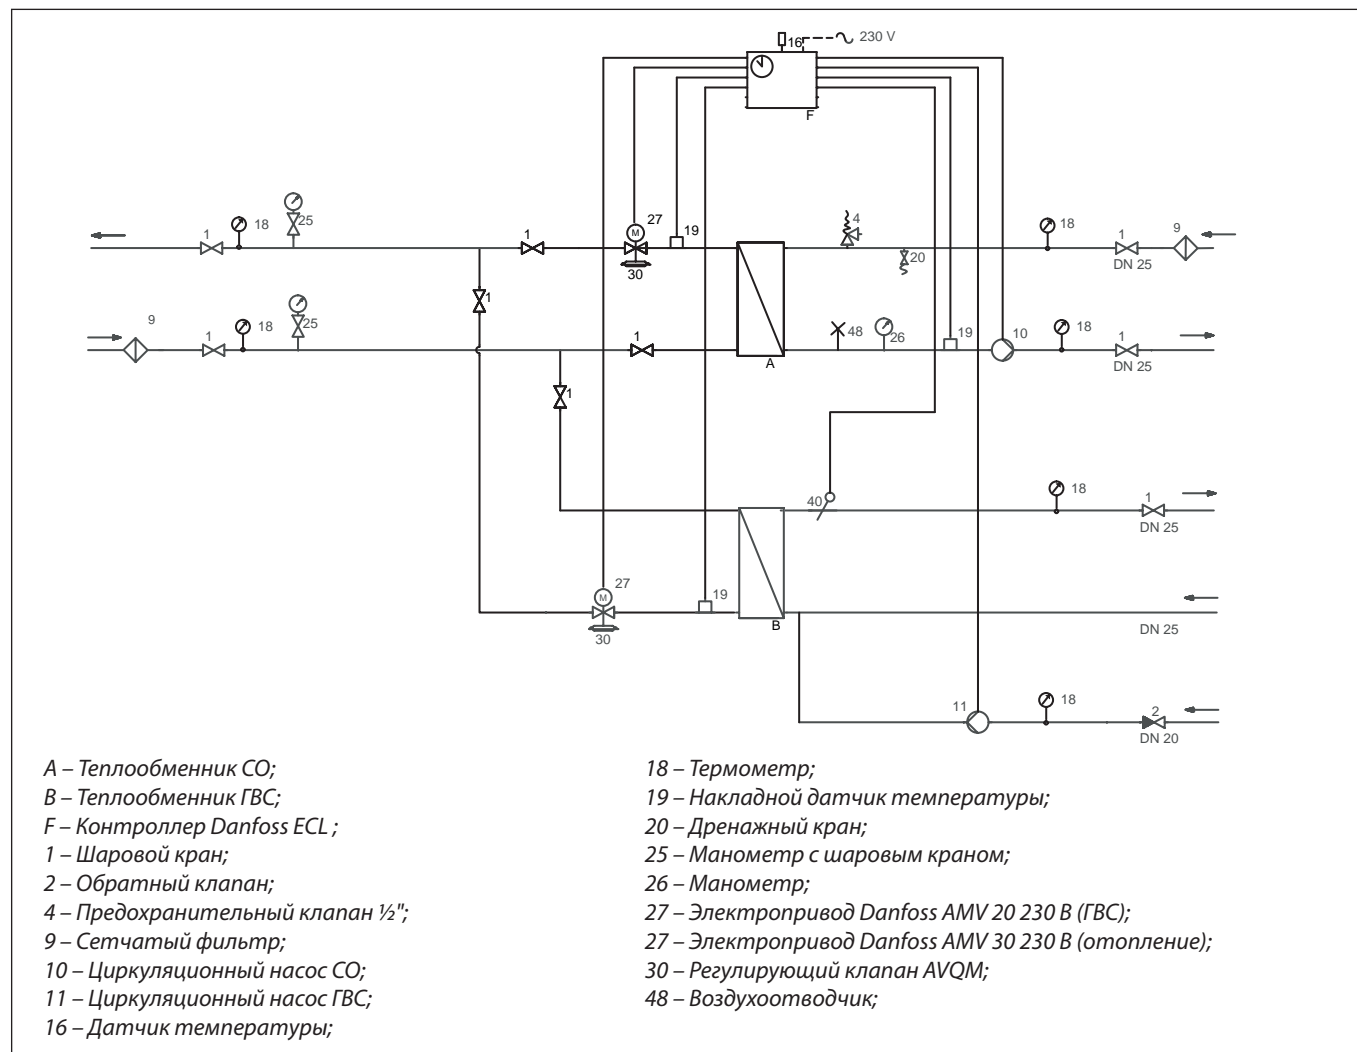 16 230 V
F
27 4
1 18 25 1 19 18 1 9
30 20 DN 25
1
9 1 18 25 1 48 26 19 10 18 1
A DN 25
1
40 18 1
DN 25
27 19
30 B DN 25
11 18 2
DN 20
A – Теплообменник СО;
B – Теплообменник ГВС;
F – Контроллер Danfoss ECL ;
1 – Шаровой кран;
2 – Обратный клапан;
4 – Предохранительный клапан ½";
9 – Сетчатый фильтр;
10 – Циркуляционный насос СО;
11 – Циркуляционный насос ГВС;
16 – Датчик температуры;
18 – Термометр;
19 – Накладной датчик температуры;
20 – Дренажный кран;
25 – Манометр с шаровым краном;
26 – Манометр;
27 – Электропривод Danfoss AMV 20 230 В (ГВС);
27 – Электропривод Danfoss AMV 30 230 В (отопление);
30 – Регулирующий клапан AVQM;
48 – Воздухоотводчик;